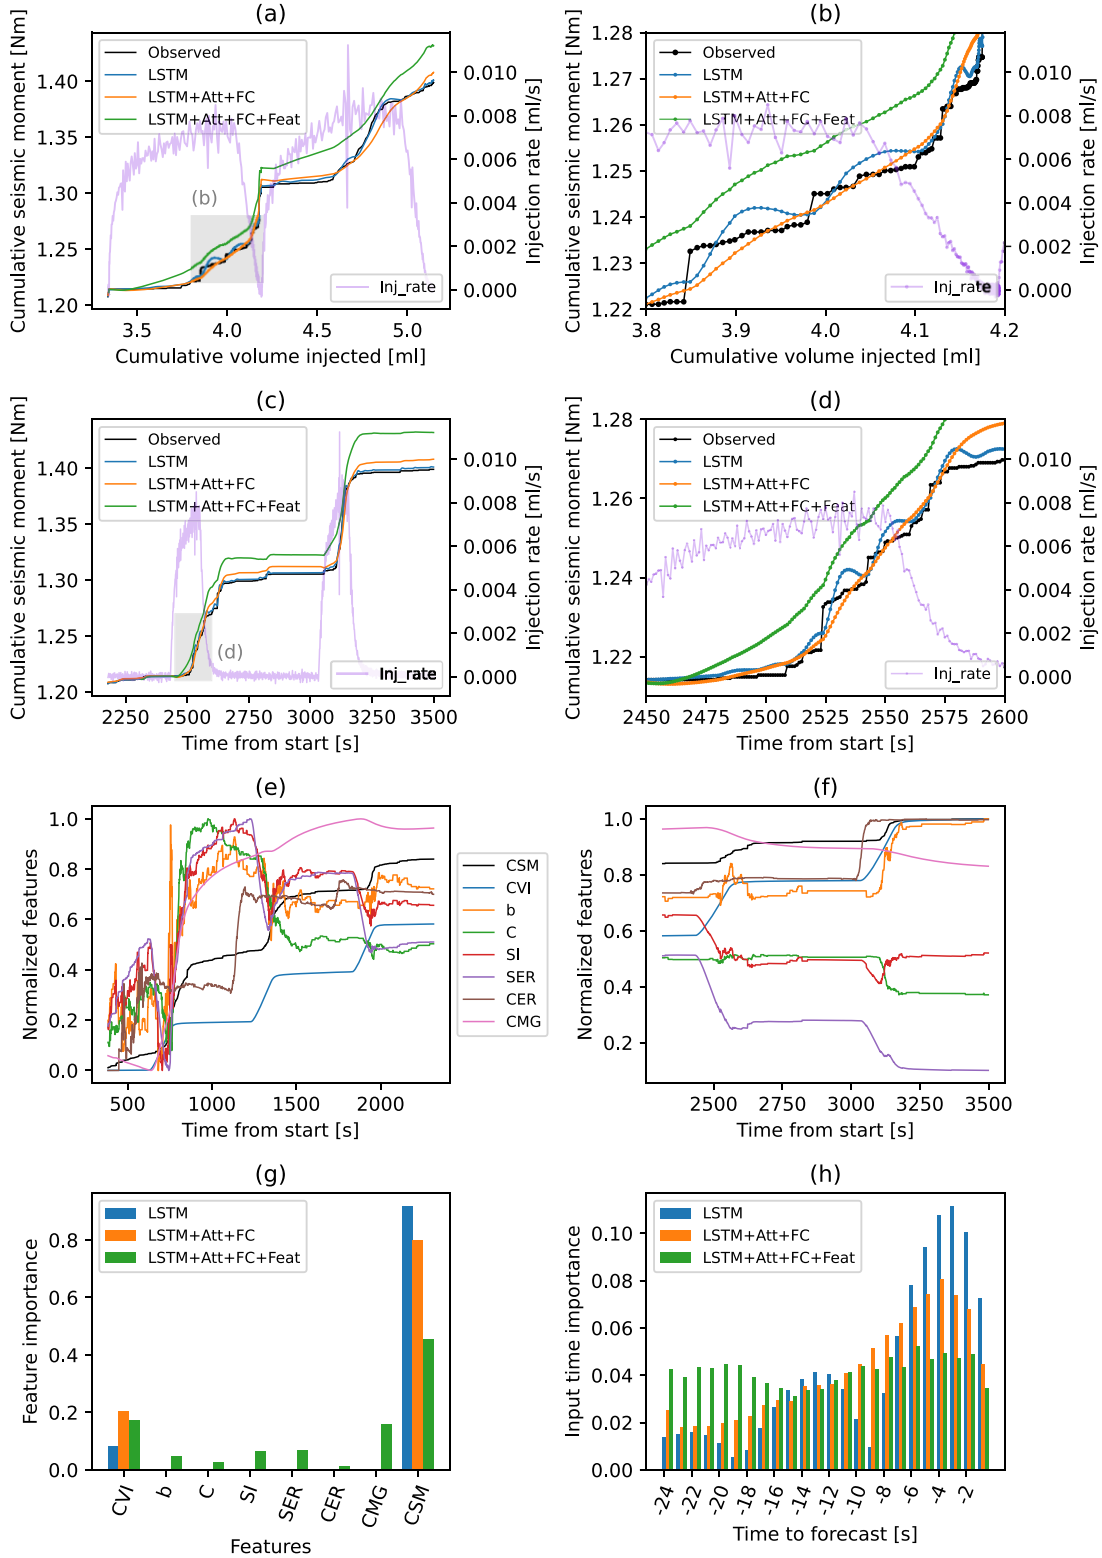 (a)
Cumulative seismic moment [Nm]
1.40
1.35
1.30
1.25
1.20
Observed
LSTM
LSTM+Att+FC
LSTM+Att+FC+Feat
(b)
Inj_rate
0.010
0.008
0.006
0.004
0.002
0.000
Injection rate [ml/s]
3.5 4.0 4.5 5.0
Cumulative volume injected [ml]
(b)
Cumulative seismic moment [Nm]
1.28
1.27
1.26
1.25
1.24
1.23
1.22
Observed
LSTM
LSTM+Att+FC
LSTM+Att+FC+Feat
Inj_rate
0.010
0.008
0.006
0.004
0.002
0.000
Injection rate [ml/s]
3.8 3.9 4.0 4.1 4.2
Cumulative volume injected [ml]
(c)
Cumulative seismic moment [Nm]
1.40
1.35
1.30
1.25
1.20
Observed
LSTM
LSTM+Att+FC
LSTM+Att+FC+Feat
(d)
Inj_rate
0.010
0.008
0.006
0.004
0.002
0.000
Injection rate [ml/s]
2250 2500 2750 3000 3250 3500
Time from start [s]
(d)
Cumulative seismic moment [Nm]
1.28
1.26
1.24
1.22
Observed
LSTM
LSTM+Att+FC
LSTM+Att+FC+Feat
Inj_rate
0.010
0.008
0.006
0.004
0.002
0.000
Injection rate [ml/s]
2450 2475 2500 2525 2550 2575 2600
Time from start [s]
(e)
Normalized features
1.0
0.8
0.6
0.4
0.2
0.0
500 1000 1500 2000
Time from start [s]
CSM
CVI
b
C
SI
SER
CER
CMG
(f)
Normalized features
1.0
0.8
0.6
0.4
0.2
2500 2750 3000 3250 3500
Time from start [s]
(g)
Feature importance
0.8
0.6
0.4
0.2
0.0
LSTM
LSTM+Att+FC
LSTM+Att+FC+Feat
CVI b C SI SER CER CMG CSM
Features
(h)
Input time importance
0.10
0.08
0.06
0.04
0.02
0.00
LSTM
LSTM+Att+FC
LSTM+Att+FC+Feat
-24 -22 -20 -18 -16 -14 -12 -10 -8 -6 -4 -2
Time to forecast [s]